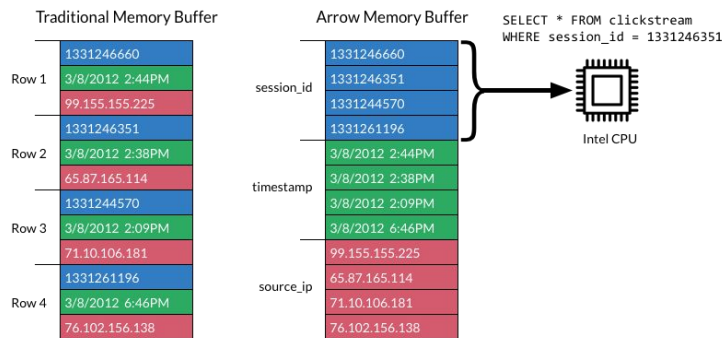 Traditional Memory Buffer
Row 1
1331246660
3/8/2012 2:44PM
99.155.155.225
Row 2
1331246351
3/8/2012 2:38PM
65.87.165.114
Row 3
1331244570
3/8/2012 2:09PM
71.10.106.181
Row 4
1331261196
3/8/2012 6:46PM
76.102.156.138
Arrow Memory Buffer
session_id
1331246660
1331246351
1331244570
1331261196
timestamp
3/8/2012 2:44PM
3/8/2012 2:38PM
3/8/2012 2:09PM
3/8/2012 6:46PM
source_ip
99.155.155.225
65.87.165.114
71.10.106.181
76.102.156.138
SELECT * FROM clickstream
WHERE session_id = 1331246351
Intel CPU